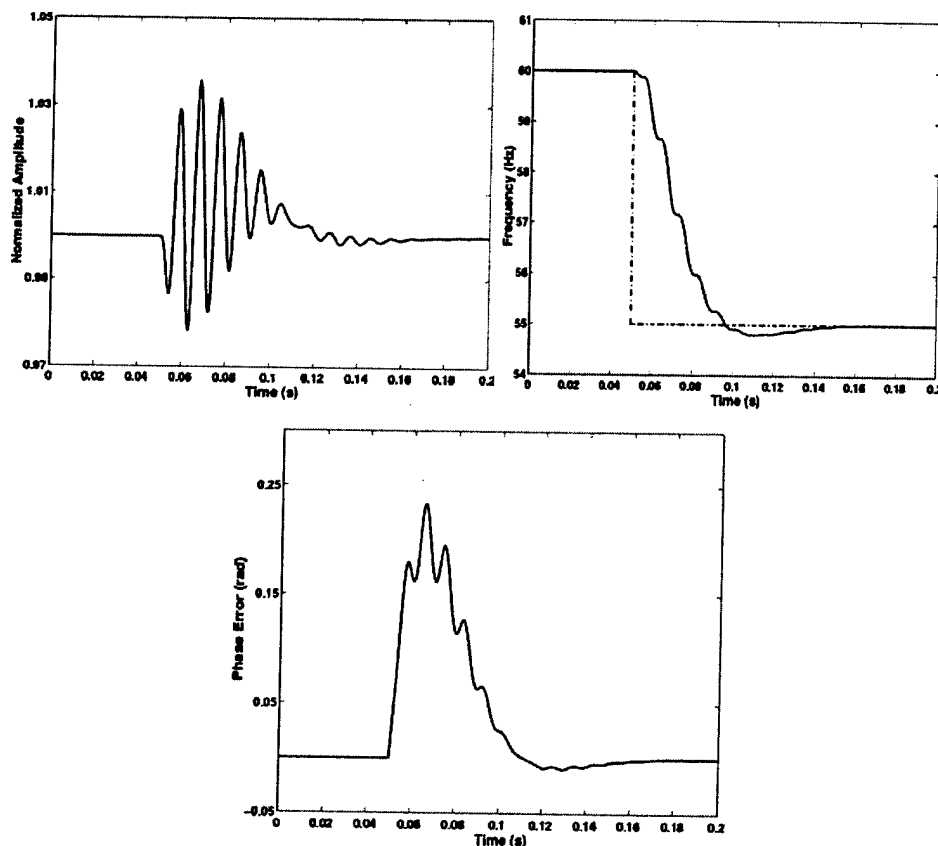 1.05
1.03
1.01
0.99
0.97
Normalized Amplitude
0 0.02 0.04 0.06 0.08 0.1 0.12 0.14 0.16 0.18 0.2
Time (s)
61
60
59
58
57
56
55
54
Frequency (Hz)
0 0.02 0.04 0.06 0.08 0.1 0.12 0.14 0.16 0.18 0.2
Time (s)
0.25
0.15
0.05
-0.05
Phase Error (rad)
0 0.02 0.04 0.06 0.08 0.1 0.12 0.14 0.16 0.18 0.2
Time (s)